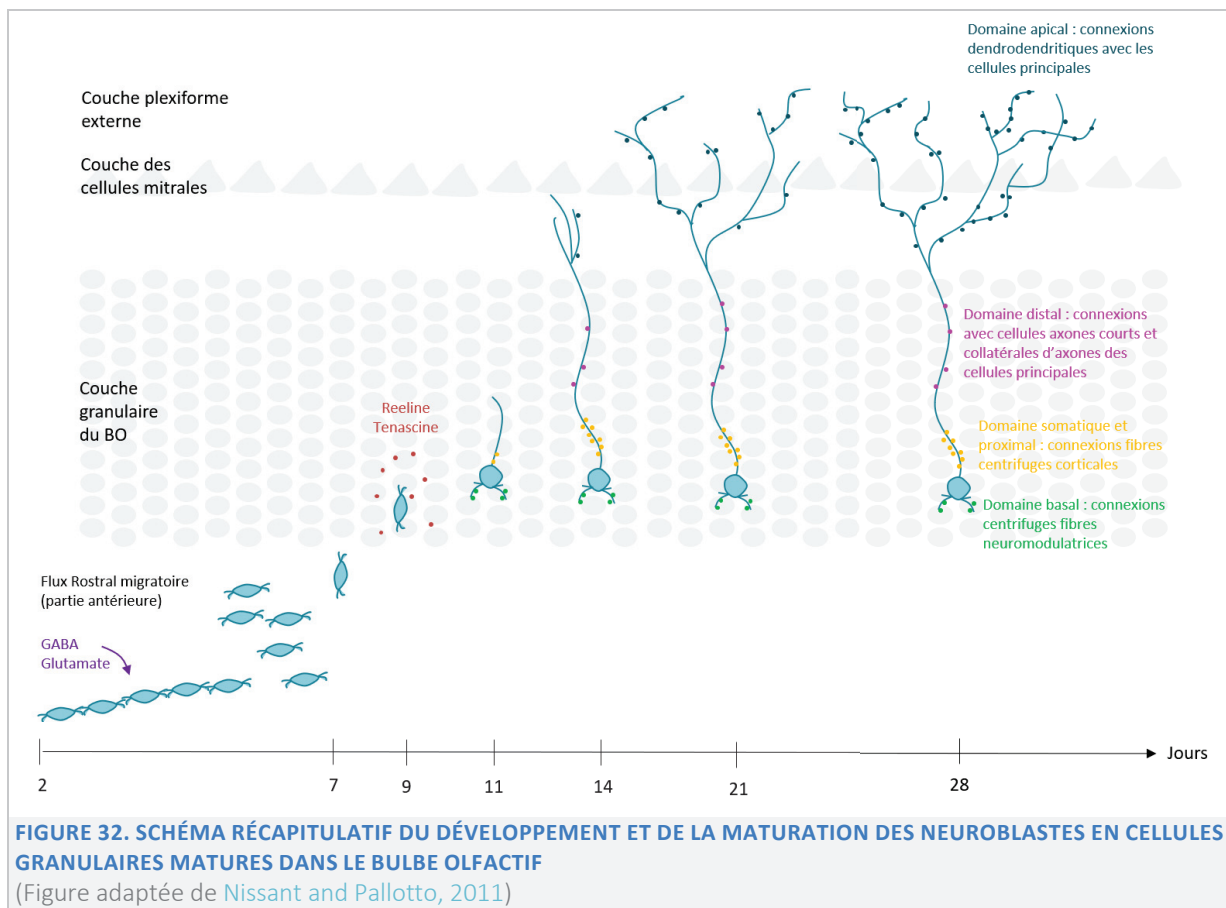 Domaine apical : connexions
dendrodendritiques avec les
cellules principales
Couche plexiforme
externe
Couche des
cellules mitrales
Domaine distal : connexions
avec cellules axones courts et
collatérales d'axones des
cellules principales
Couche
granulaire
du BO
Reeline
Tenascine
Domaine somatique et
proximal : connexions fibres
centrifuges corticales
Domaine basal : connexions
centrifuges fibres
neuromodulatrices
Flux Rostral migratoire
(partie antérieure)
GABA
Glutamate
Jours
2 7 9 11 14 21 28
FIGURE 32. SCHÉMA RÉCAPITULATIF DU DÉVELOPPEMENT ET DE LA MATURATION DES NEUROBLASTES EN CELLULES
GRANULAIRES MATURES DANS LE BULBE OLFACTIF
(Figure adaptée de Nissant and Pallotto, 2011)